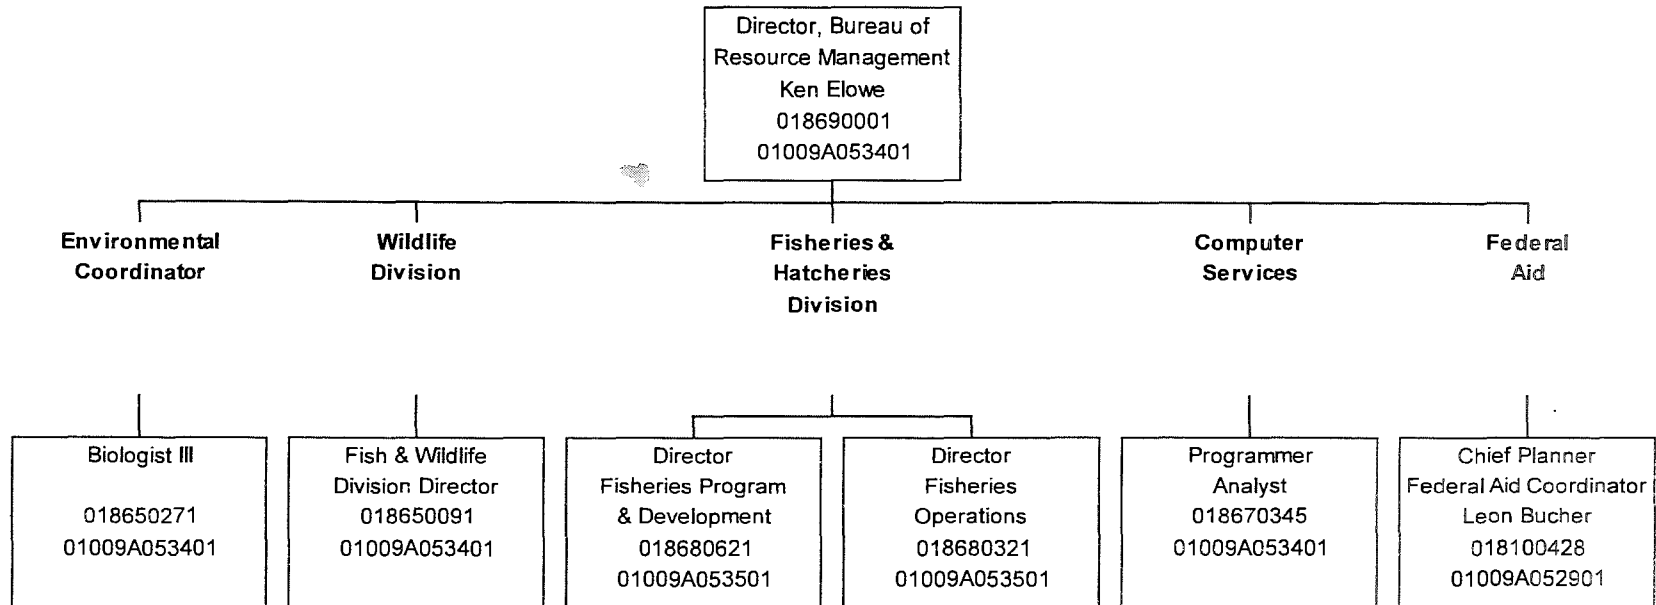 Director, Bureau of
Resource Management
Ken Elowe
018690001
01009A053401
Environmental
Coordinator
Wildlife
Division
Fisheries &
Hatcheries
Division
Computer
Services
Federal
Aid
Biologist III
018650271
01009A053401
Fish & Wildlife
Division Director
018650091
01009A053401
Director
Fisheries Program
& Development
018680621
01009A053501
Director
Fisheries
Operations
018680321
01009A053501
Programmer
Analyst
018670345
01009A053401
Chief Planner
Federal Aid Coordinator
Leon Bucher
018100428
01009A052901